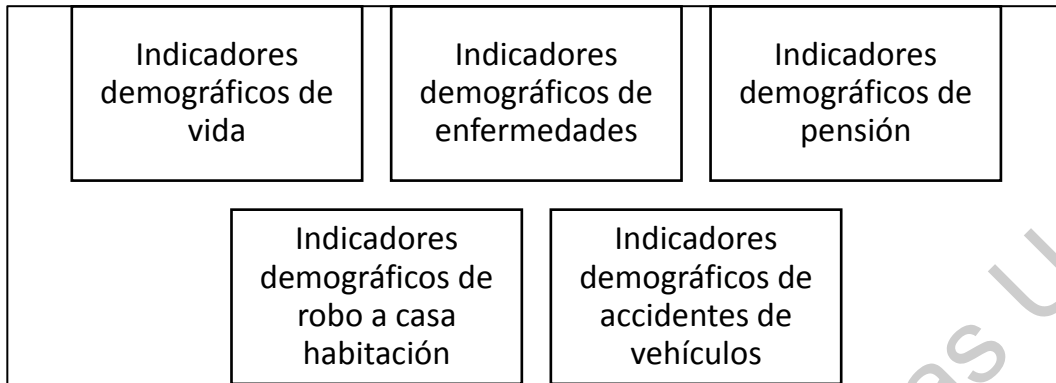 Indicadores
demográficos de
vida
Indicadores
demográficos de
enfermedades
Indicadores
demográficos de
pensión
Indicadores
demográficos de
robo a casa
habitación
Indicadores
demográficos de
accidentes de
vehículos
as U